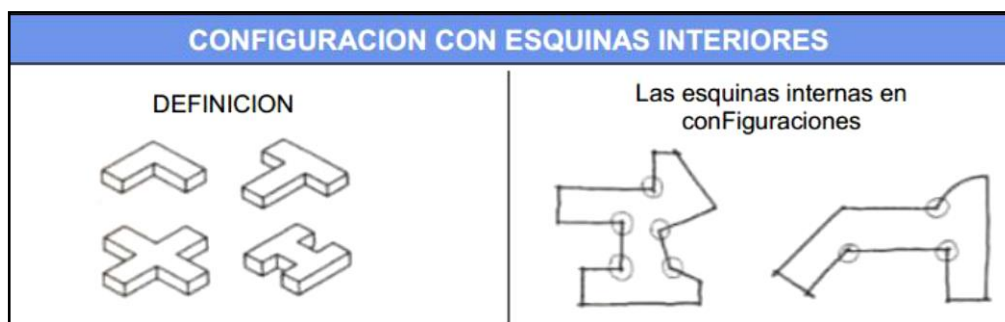 CONFIGURACION CON ESQUINAS INTERIORES
DEFINICION
Las esquinas internas en
conFiguraciones